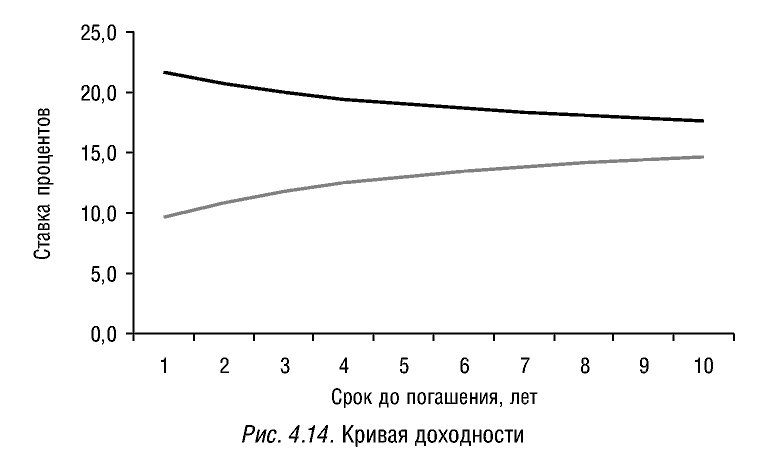 25,0
20,0
15,0
10,0
5,0
0,0
Ставка процентов
1 2 3 4 5 6 7 8 9 10
Срок до погашения, лет
Рис. 4.14. Кривая доходности